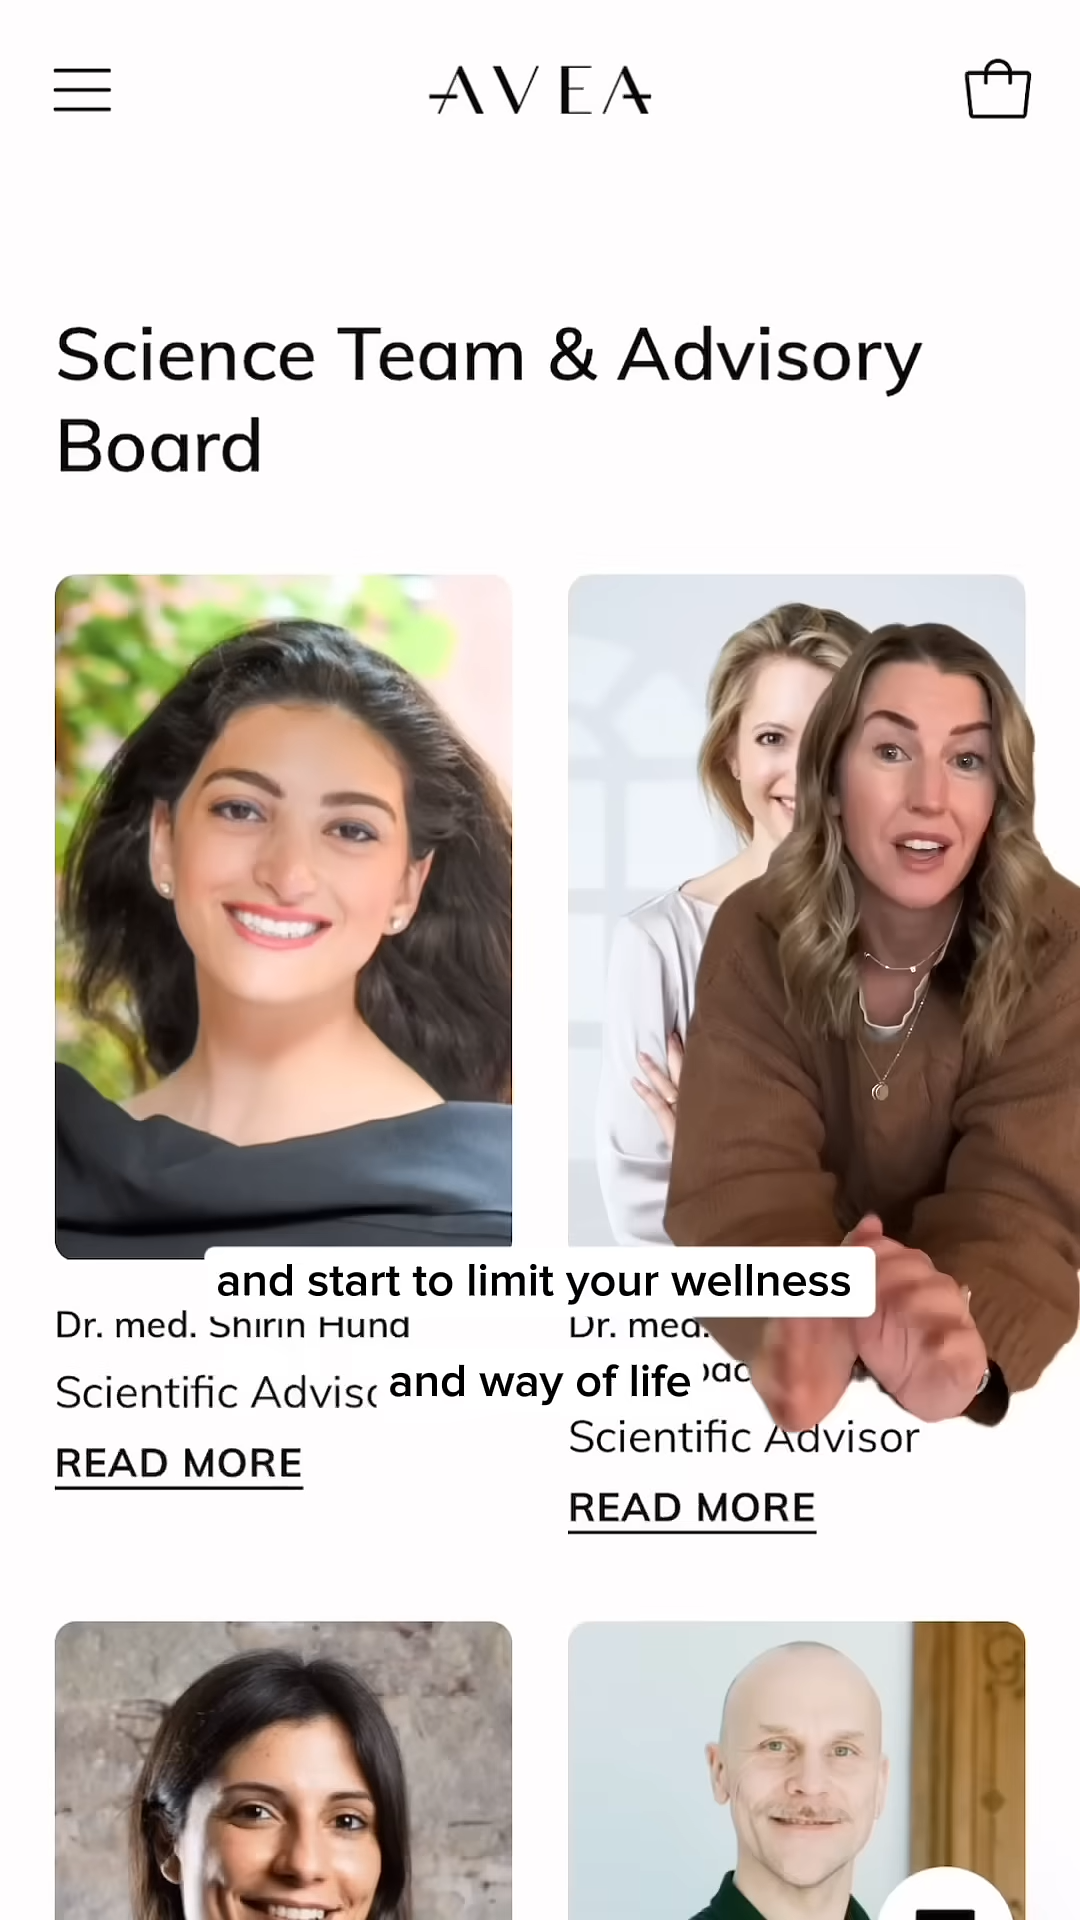 AVEA
Science Team & Advisory
Board
and start to limit your wellness
and way of life
Dr. med. Shirin Hund
Scientific
READ MORE
Dr. med.
Scientific Advisor
READ MORE